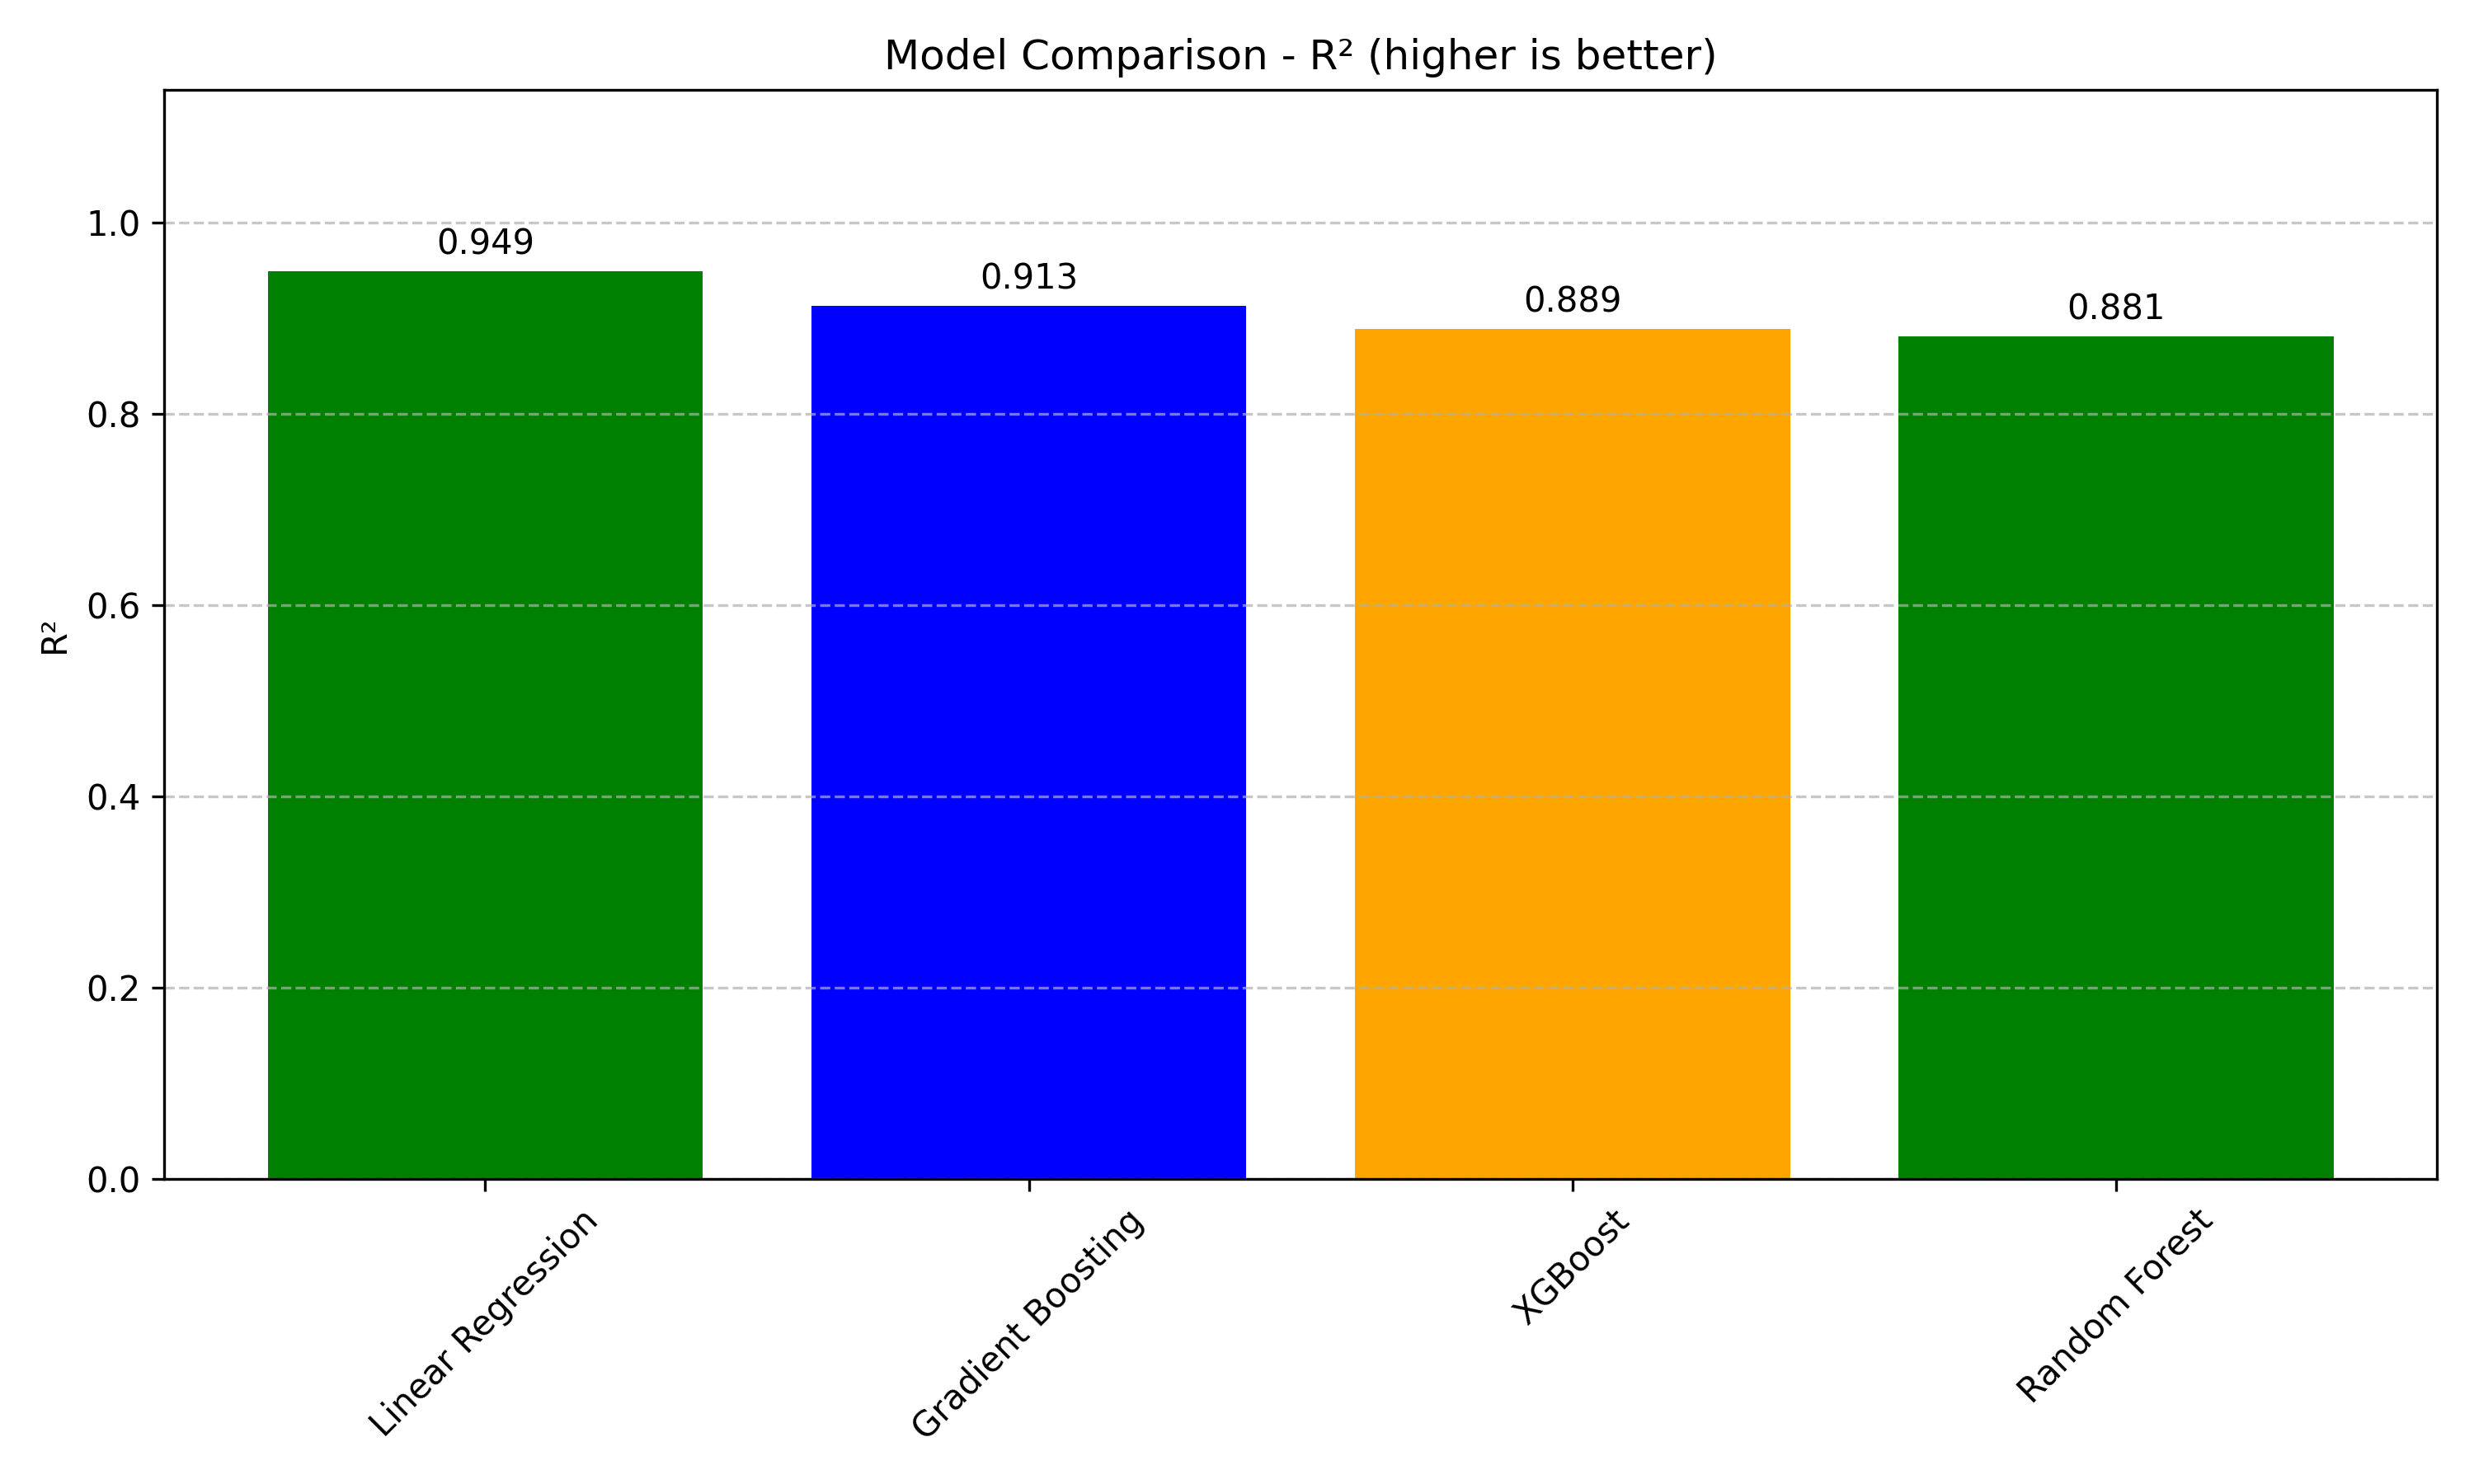 Model Comparison - R² (higher is better)
R²
1.0
0.8
0.6
0.4
0.2
0.0
0.949
0.913
0.889
0.881
Linear Regression
Gradient Boosting
XGBoost
Random Forest